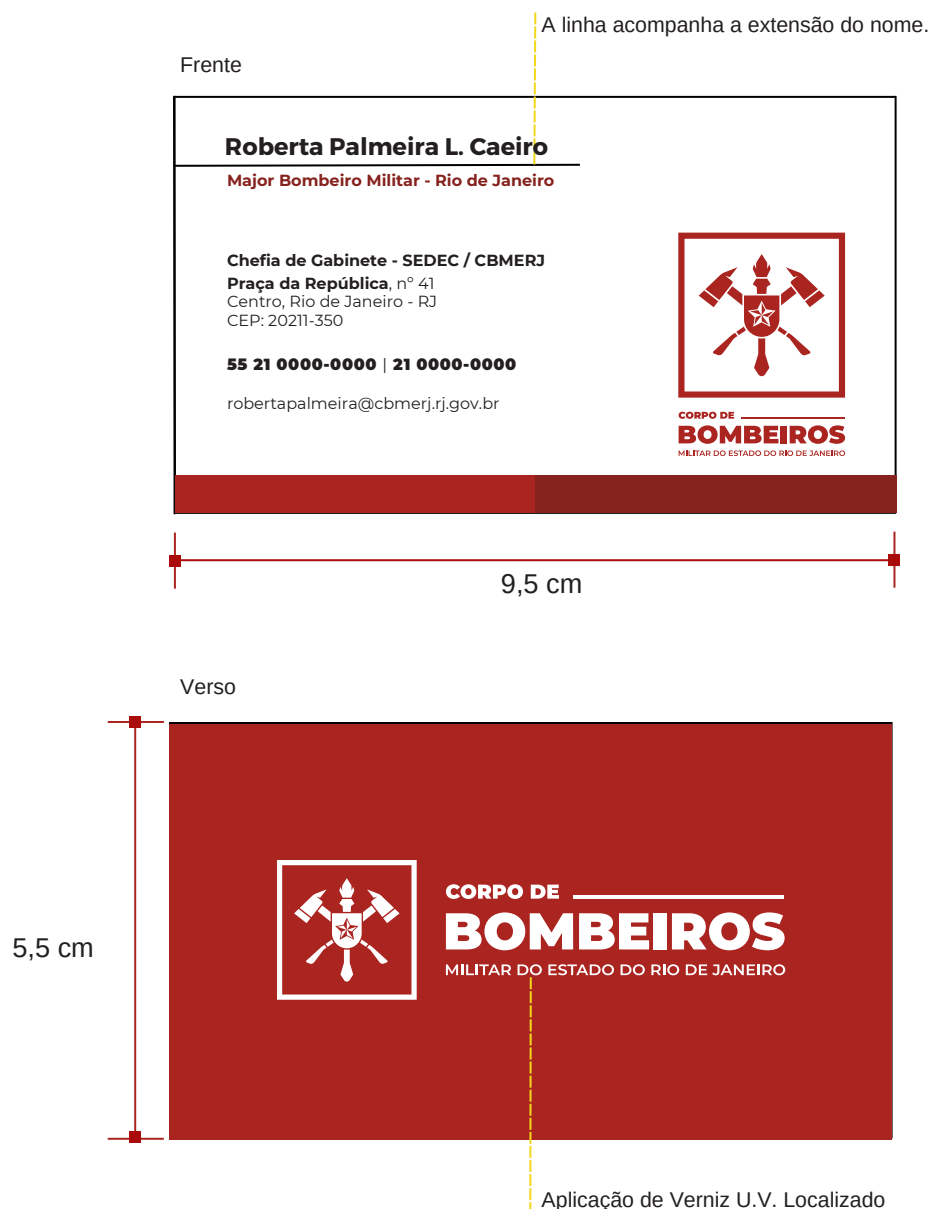 A linha acompanha a extensão do nome.
Frente
Roberta Palmeira L. Caeiro
Major Bombeiro Militar - Rio de Janeiro
Chefia de Gabinete - SEDEC / CBMERJ
Praça da República, nº 41
Centro, Rio de Janeiro - RJ
CEP: 20211-350
55 21 0000-0000 | 21 0000-0000
robertapalmeira@cbmerj.rj.gov.br
CORPO DE
BOMBEIROS
MILITAR DO ESTADO DO RIO DE JANEIRO
9,5 cm
Verso
5,5 cm
CORPO DE
BOMBEIROS
MILITAR DO ESTADO DO RIO DE JANEIRO
Aplicação de Verniz U.V. Localizado